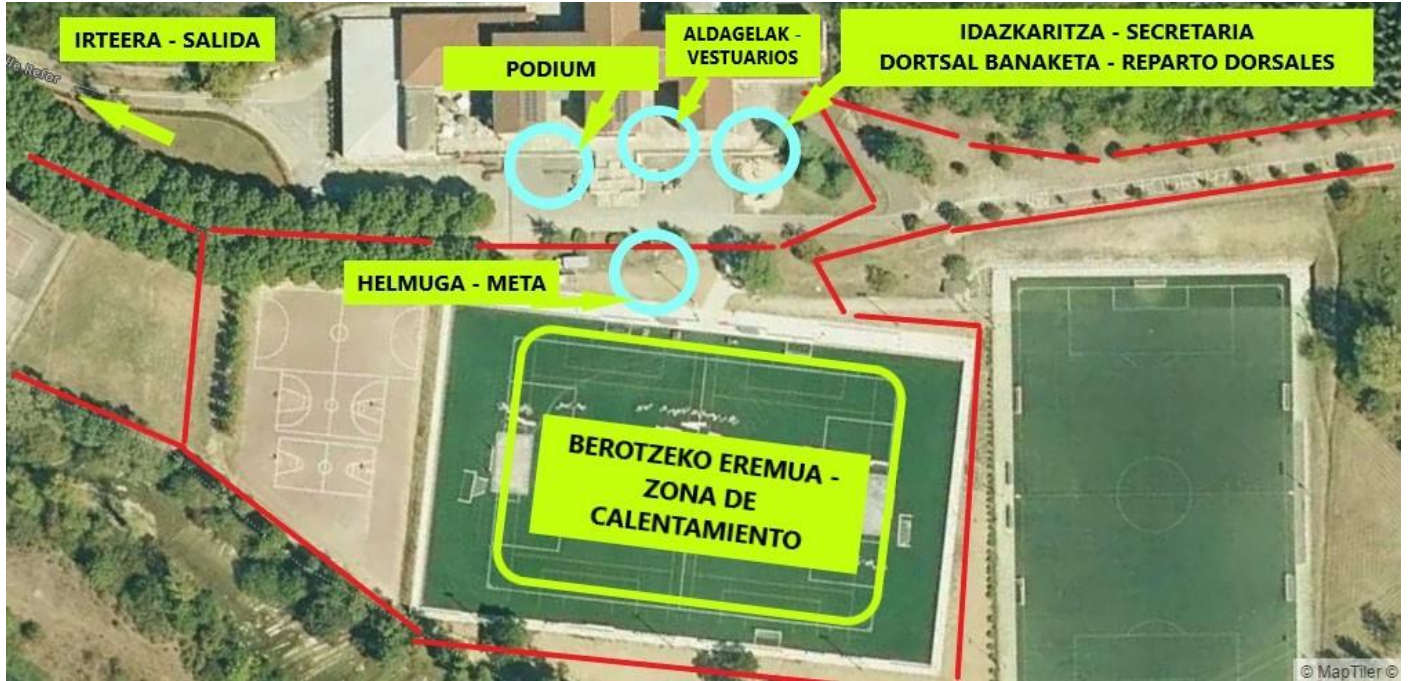 IRTEERA - SALIDA
PODIUM
ALDAGELAK -
VESTUARIOS
IDAZKARITZA - SECRETARIA
DORTSAL BANAKETA - REPARTO DORSALES
HELMUGA - META
BEROTZEKO EREMUA -
ZONA DE
CALENTAMIENTO
© MapTiler ©